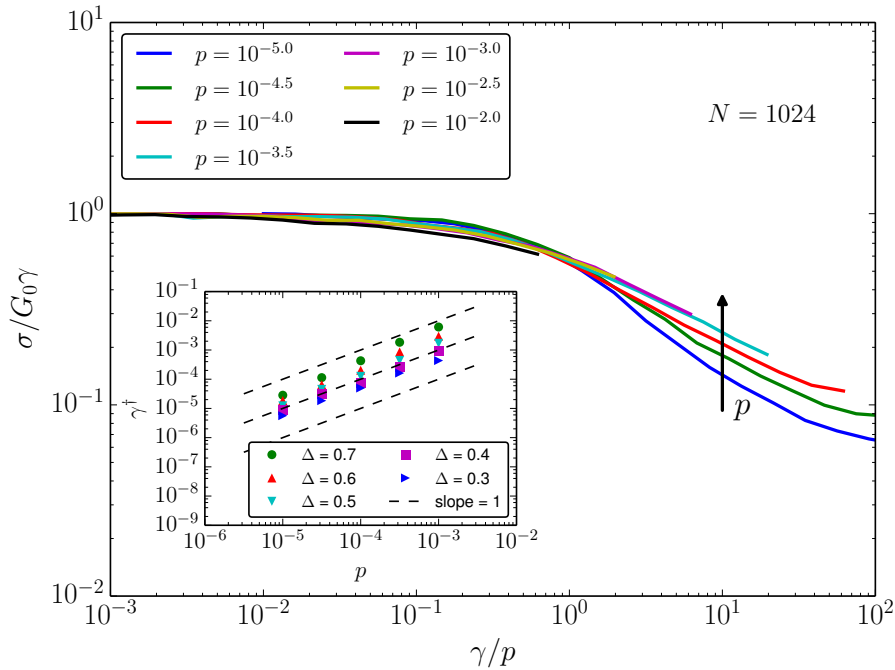 10^1
p = 10^{-5.0}
p = 10^{-4.5}
p = 10^{-4.0}
p = 10^{-3.5}
p = 10^{-3.0}
p = 10^{-2.5}
p = 10^{-2.0}
N = 1024
10^0
σ/G_0γ
10^{-1}
10^{-2}
p
10^{-1}
10^{-2}
10^{-3}
10^{-4}
10^{-5}
10^{-6}
10^{-7}
10^{-8}
10^{-9}
γ^†
Δ = 0.7
Δ = 0.6
Δ = 0.5
Δ = 0.4
Δ = 0.3
slope = 1
10^{-6} 10^{-5} 10^{-4} 10^{-3} 10^{-2}
p
10^{-3} 10^{-2} 10^{-1} 10^0 10^1 10^2
γ/p